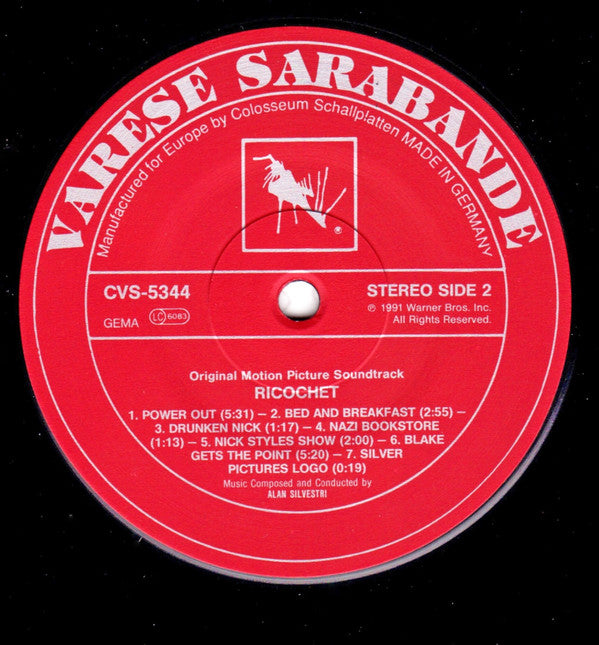 VARESE SARABANDE
Manufactured for Europe by Colosseum Schallplatten MADE IN GERMANY
®
CVS-5344
GEMA LC 6083
STEREO SIDE 2
℗ 1991 Warner Bros. Inc.
All Rights Reserved.
Original Motion Picture Soundtrack
RICOCHET
1. POWER OUT (5:31) — 2. BED AND BREAKFAST (2:55) —
3. DRUNKEN NICK (1:17) — 4. NAZI BOOKSTORE
(1:13) — 5. NICK STYLES SHOW (2:00) — 6. BLAKE
GETS THE POINT (5:20) — 7. SILVER
PICTURES LOGO (0:19)
Music Composed and Conducted by
ALAN SILVESTRI